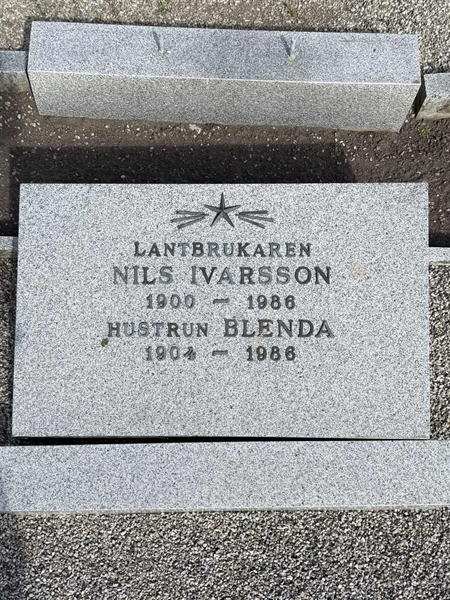 LANTBRUKAREN
NILS IVARSSON
1900 – 1986
HUSTRUN BLENDA
1904 – 1986